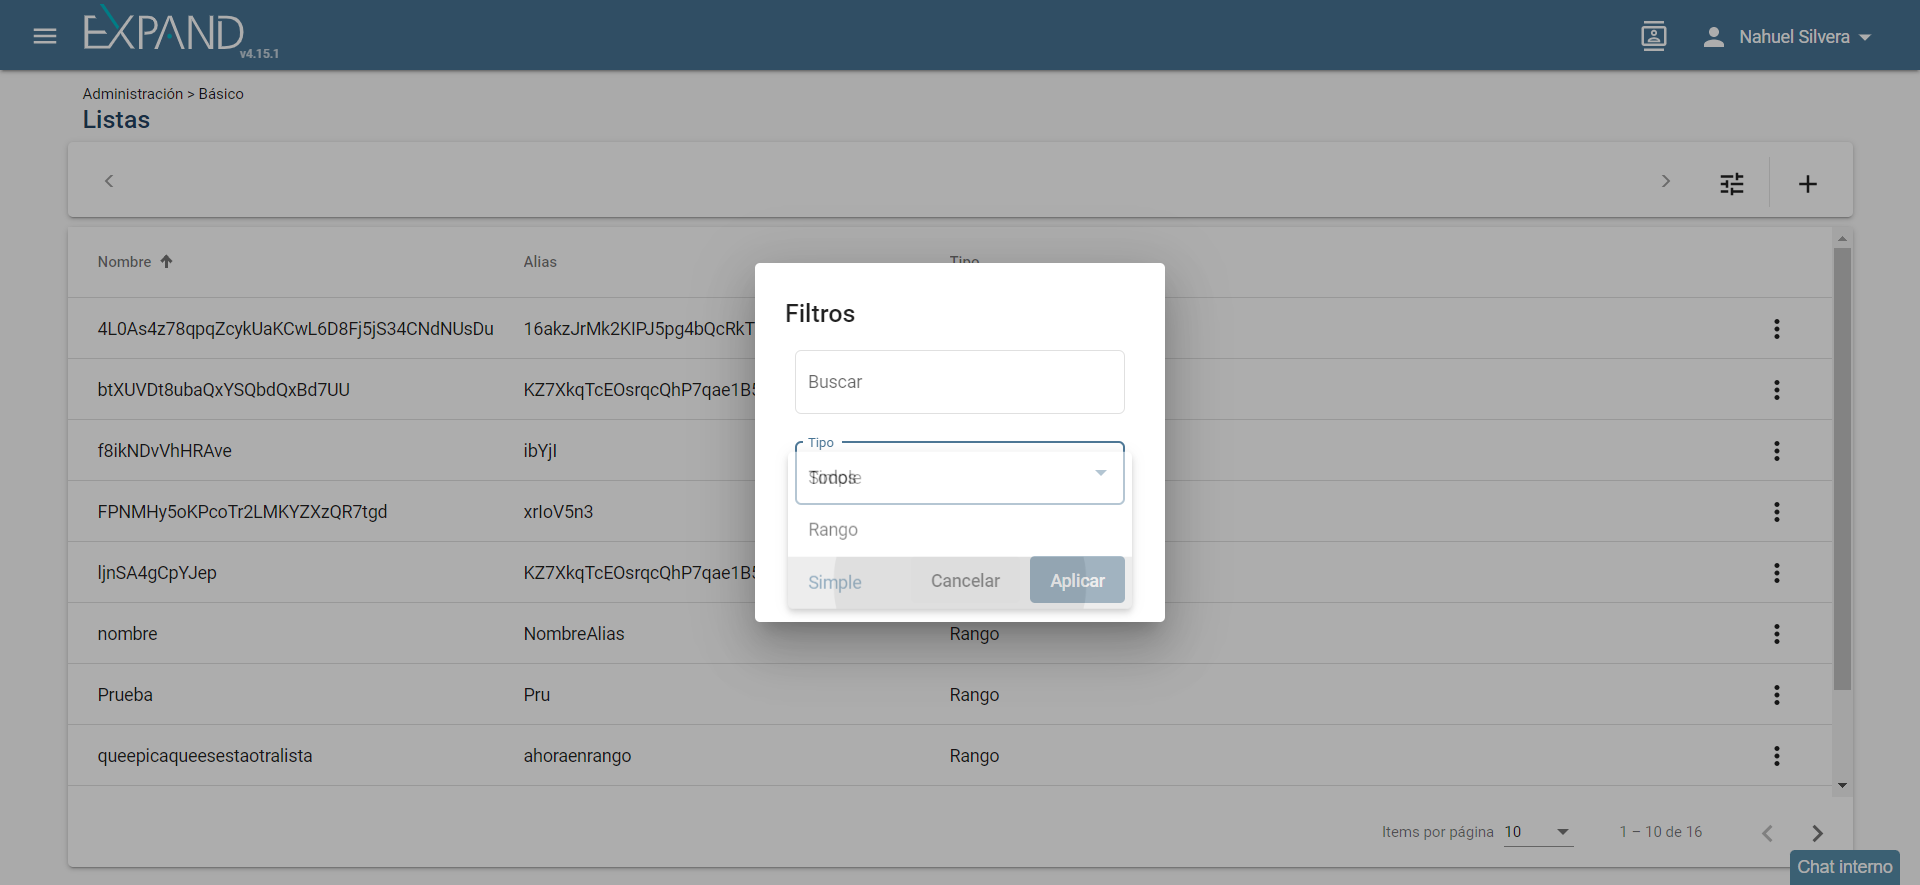 EXPAND
v4.15.1
Nahuel Silvera
Administración > Básico
Listas
Nombre Alias Tipo
4L0As4z78qpqZcykUaKCwL6D8Fj5jS34CNdNUsDu 16akzJrMk2KIPJ5pg4bQcRkT
btXUVDt8ubaQxYSQbdQxBd7UU KZ7XkqTcEOsrqcQhP7qae1B5
f8ikNDvVhHRAve ibYjI
FPNMHy5oKPcoTr2LMKYZXzQR7tgd xrIoV5n3
ljnSA4gCpYJep KZ7XkqTcEOsrqcQhP7qae1B5
nombre NombreAlias Rango
Prueba Pru Rango
queepicaqueesestaotralista ahoraenrango Rango
Filtros
Buscar
Tipo
Simple
Todos
Rango
Simple
Cancelar Aplicar
Items por página 10 1 – 10 de 16
Chat interno